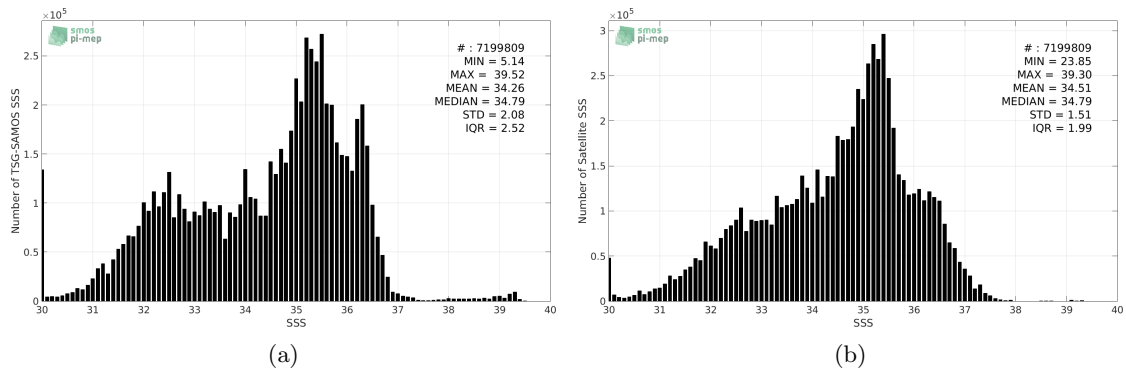 ×10⁵
smos
pi-mep
# : 7199809
MIN = 5.14
MAX = 39.52
MEAN = 34.26
MEDIAN = 34.79
STD = 2.08
IQR = 2.52
Number of TSG-SAMOS SSS
2.5
2
1.5
1
0.5
0
30 31 32 33 34 35 36 37 38 39 40
SSS
(a)
×10⁵
smos
pi-mep
# : 7199809
MIN = 23.85
MAX = 39.30
MEAN = 34.51
MEDIAN = 34.79
STD = 1.51
IQR = 1.99
Number of Satellite SSS
3
2.5
2
1.5
1
0.5
0
30 31 32 33 34 35 36 37 38 39 40
SSS
(b)